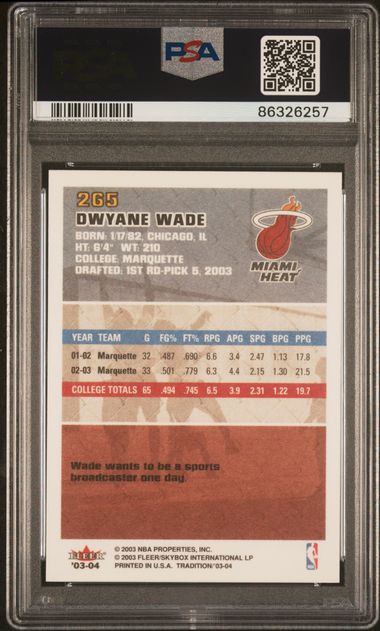 PSA
86326257
265
DWYANE WADE
BORN: 1/17/82, CHICAGO, IL
HT: 6'4" WT: 210
COLLEGE: MARQUETTE
DRAFTED: 1ST RD-PICK 5, 2003
MIAMI
HEAT
YEAR TEAM G FG% FT% RPG APG SPG BPG PPG
01-02 Marquette 32 .487 .690 6.6 3.4 2.47 1.13 17.8
02-03 Marquette 33 .501 .779 6.3 4.4 2.15 1.30 21.5
COLLEGE TOTALS 65 .494 .745 6.5 3.9 2.31 1.22 19.7
Wade wants to be a sports
broadcaster one day.
FLEER
'03-04
© 2003 NBA PROPERTIES, INC.
© 2003 FLEER/SKYBOX INTERNATIONAL LP
PRINTED IN U.S.A. TRADITION/'03-04